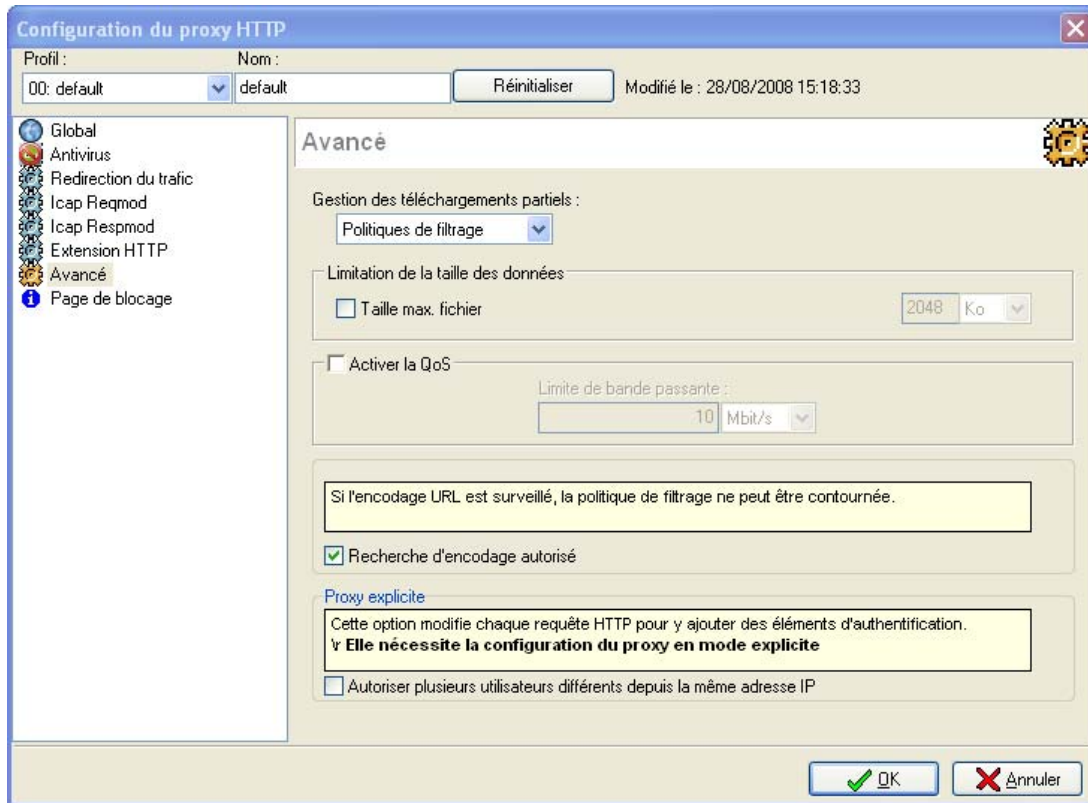 Configuration du proxy HTTP
Profil :
Nom :
00: default
default
Réinitialiser
Modifié le : 28/08/2008 15:18:33
Global
Antivirus
Redirection du trafic
Icap Reqmod
Icap Respmod
Extension HTTP
Avancé
Page de blocage
Avancé
Gestion des téléchargements partiels :
Politiques de filtrage
Limitation de la taille des données
Taille max. fichier
2048 Ko
Activer la QoS
Limite de bande passante :
10 Mbit/s
Si l'encodage URL est surveillé, la politique de filtrage ne peut être contournée.
Recherche d'encodage autorisé
Proxy explicite
Cette option modifie chaque requête HTTP pour y ajouter des éléments d'authentification.
\r Elle nécessite la configuration du proxy en mode explicite
Autoriser plusieurs utilisateurs différents depuis la même adresse IP
OK
Annuler